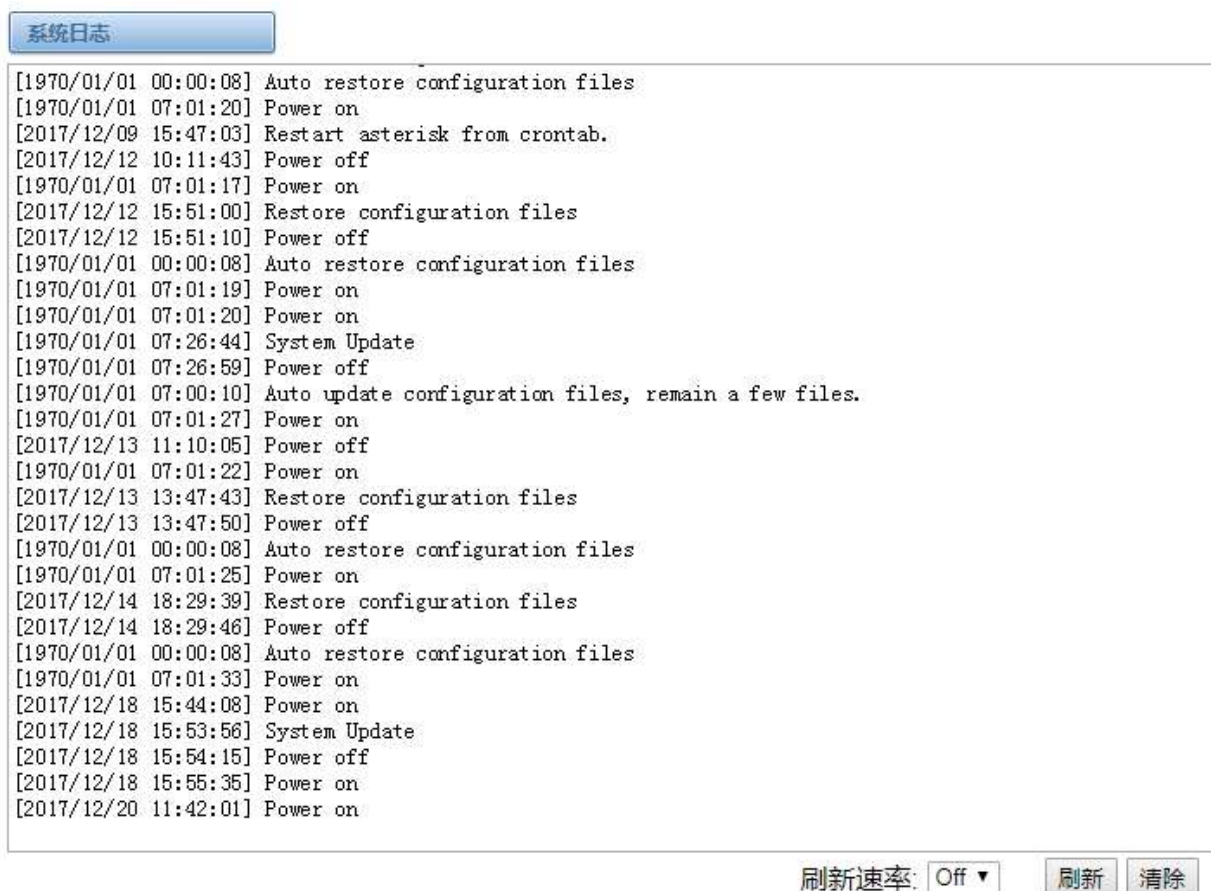 系统日志
[1970/01/01 00:00:08] Auto restore configuration files
[1970/01/01 07:01:20] Power on
[2017/12/09 15:47:03] Restart asterisk from crontab.
[2017/12/12 10:11:43] Power off
[1970/01/01 07:01:17] Power on
[2017/12/12 15:51:00] Restore configuration files
[2017/12/12 15:51:10] Power off
[1970/01/01 00:00:08] Auto restore configuration files
[1970/01/01 07:01:19] Power on
[1970/01/01 07:01:20] Power on
[1970/01/01 07:26:44] System Update
[1970/01/01 07:26:59] Power off
[1970/01/01 07:00:10] Auto update configuration files, remain a few files.
[1970/01/01 07:01:27] Power on
[2017/12/13 11:10:05] Power off
[1970/01/01 07:01:22] Power on
[2017/12/13 13:47:43] Restore configuration files
[2017/12/13 13:47:50] Power off
[1970/01/01 00:00:08] Auto restore configuration files
[1970/01/01 07:01:25] Power on
[2017/12/14 18:29:39] Restore configuration files
[2017/12/14 18:29:46] Power off
[1970/01/01 00:00:08] Auto restore configuration files
[1970/01/01 07:01:33] Power on
[2017/12/18 15:44:08] Power on
[2017/12/18 15:53:56] System Update
[2017/12/18 15:54:15] Power off
[2017/12/18 15:55:35] Power on
[2017/12/20 11:42:01] Power on
刷新速率: Off 刷新 清除